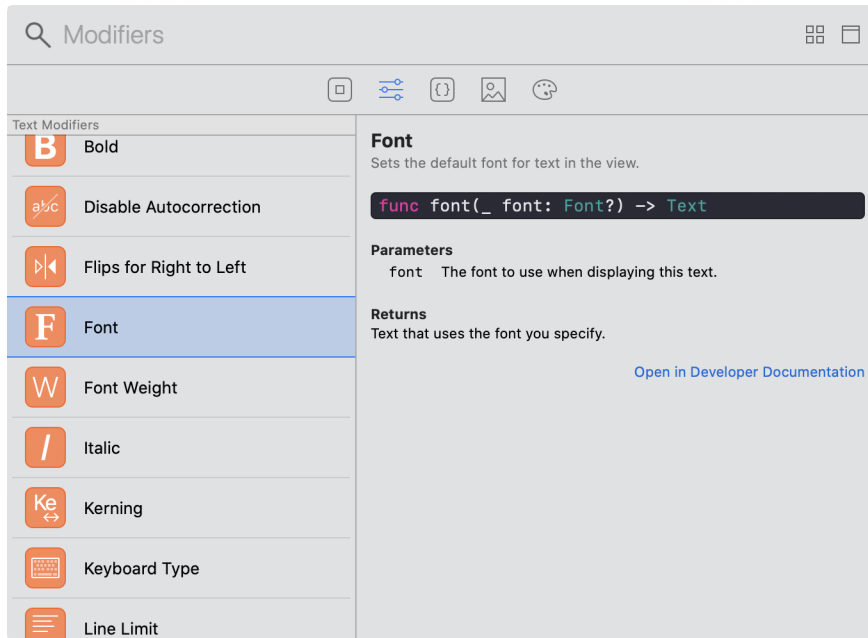 Modifiers
Text Modifiers
B Bold
abc Disable Autocorrection
Flips for Right to Left
F Font
W Font Weight
I Italic
Ke Kerning
Keyboard Type
Line Limit
Font
Sets the default font for text in the view.
func font(_ font: Font?) -> Text
Parameters
font The font to use when displaying this text.
Returns
Text that uses the font you specify.
Open in Developer Documentation